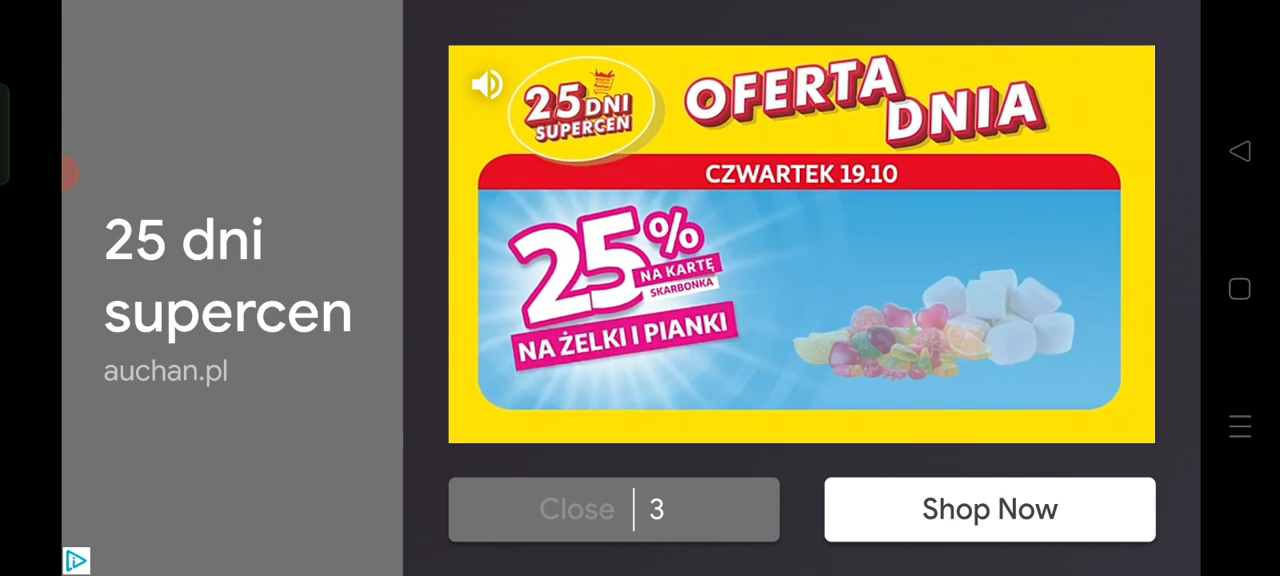 25 dni
supercen
auchan.pl
25 DNI
SUPERCEN
OFERTA
DNIA
CZWARTEK 19.10
25%
NA KARTĘ
SKARBONKA
NA ŻELKI I PIANKI
Close | 3
Shop Now